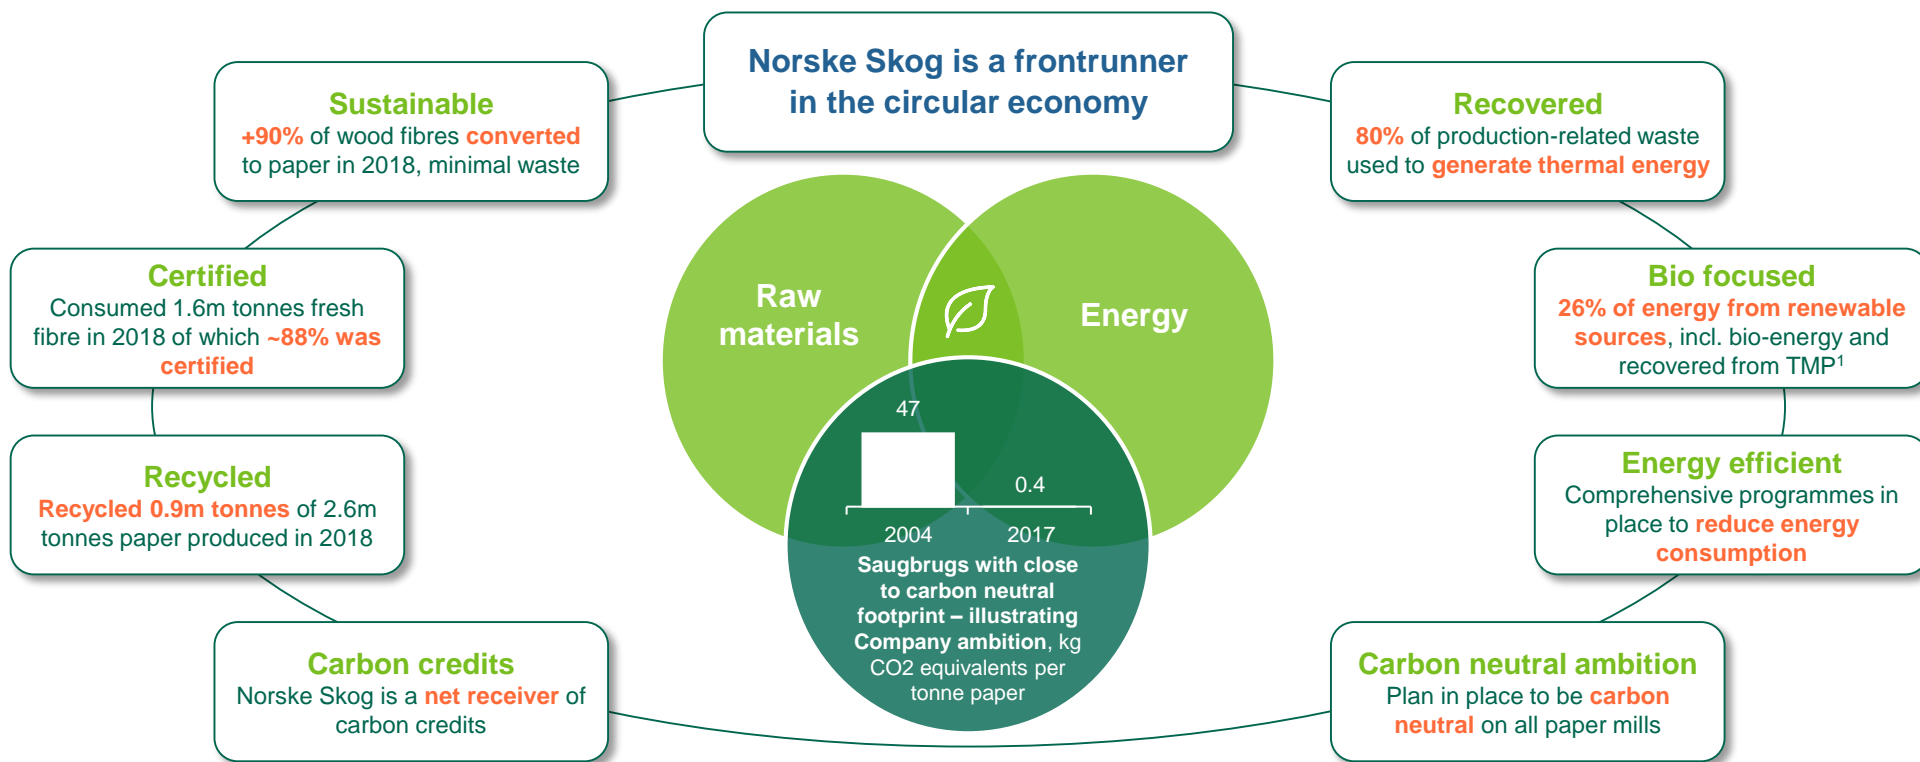 Norske Skog is a frontrunner
in the circular economy
Sustainable
+90% of wood fibres converted
to paper in 2018, minimal waste
Certified
Consumed 1.6m tonnes fresh
fibre in 2018 of which ~88% was
certified
Recycled
Recycled 0.9m tonnes of 2.6m
tonnes paper produced in 2018
Carbon credits
Norske Skog is a net receiver of
carbon credits
Raw
materials
Energy
47
0.4
2004
2017
Saugbrugs with close
to carbon neutral
footprint – illustrating
Company ambition, kg
CO2 equivalents per
tonne paper
Recovered
80% of production-related waste
used to generate thermal energy
Bio focused
26% of energy from renewable
sources, incl. bio-energy and
recovered from TMP¹
Energy efficient
Comprehensive programmes in
place to reduce energy
consumption
Carbon neutral ambition
Plan in place to be carbon
neutral on all paper mills